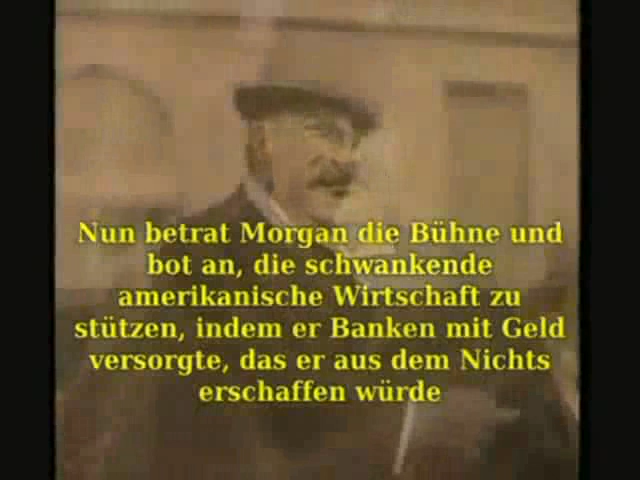 Nun betrat Morgan die Bühne und
bot an, die schwankende
amerikanische Wirtschaft zu
stützen, indem er Banken mit Geld
versorgte, das er aus dem Nichts
erschaffen würde